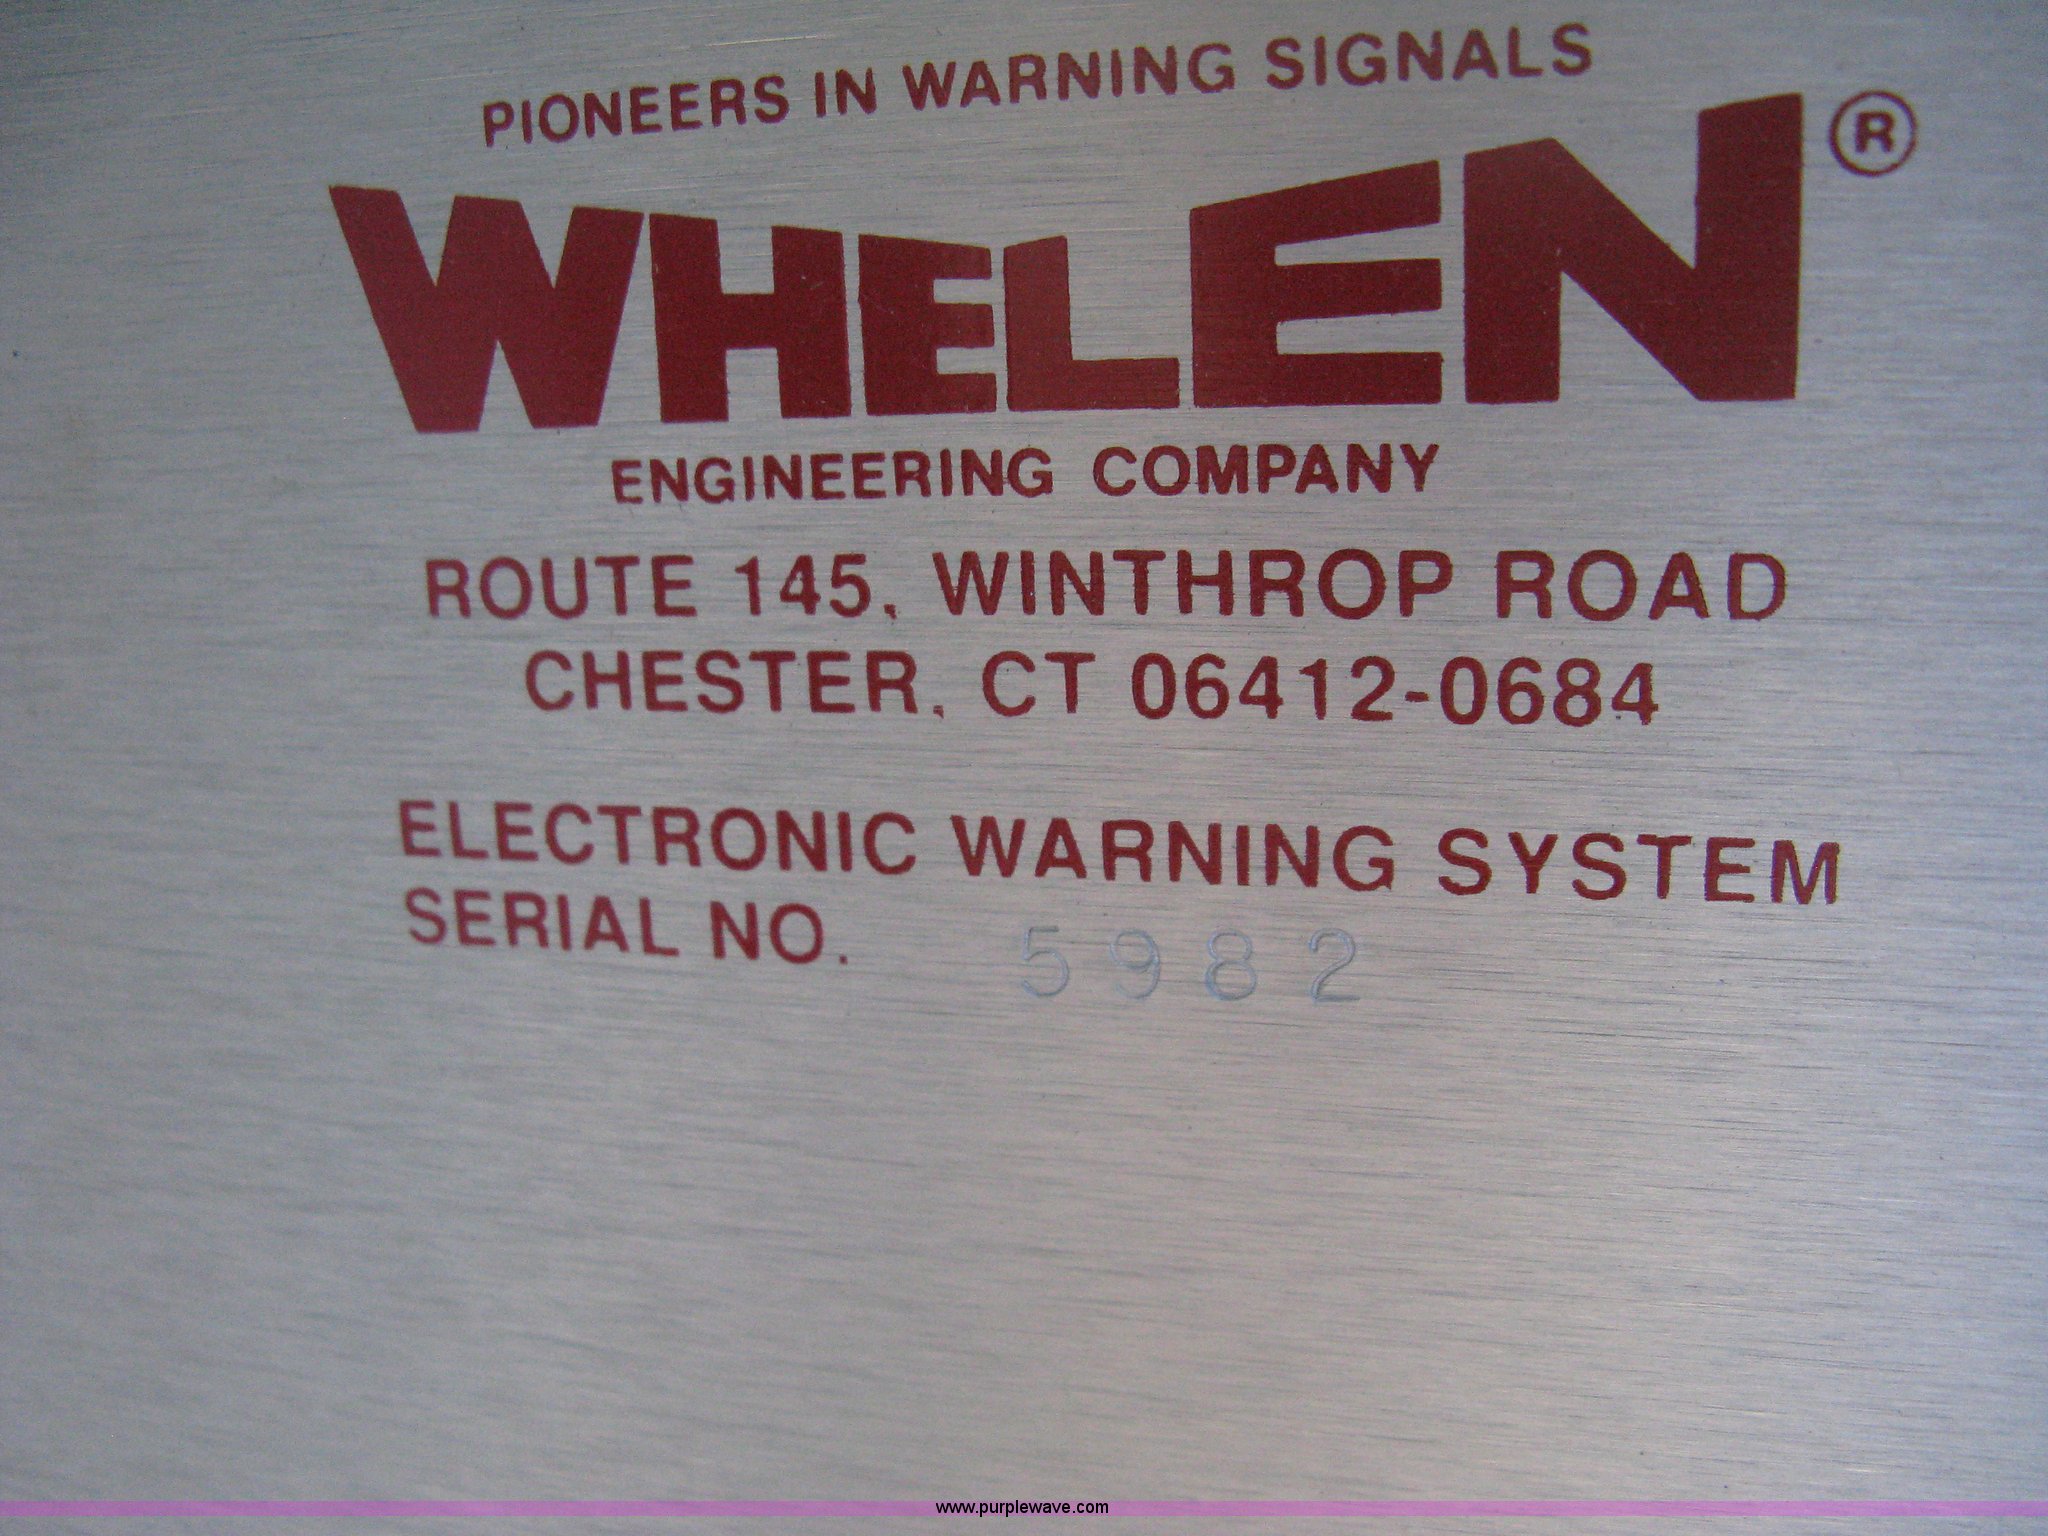 PIONEERS IN WARNING SIGNALS
WHELEN®
ENGINEERING COMPANY
ROUTE 145, WINTHROP ROAD
CHESTER, CT 06412-0684
ELECTRONIC WARNING SYSTEM
SERIAL NO. 5982
www.purplewave.com